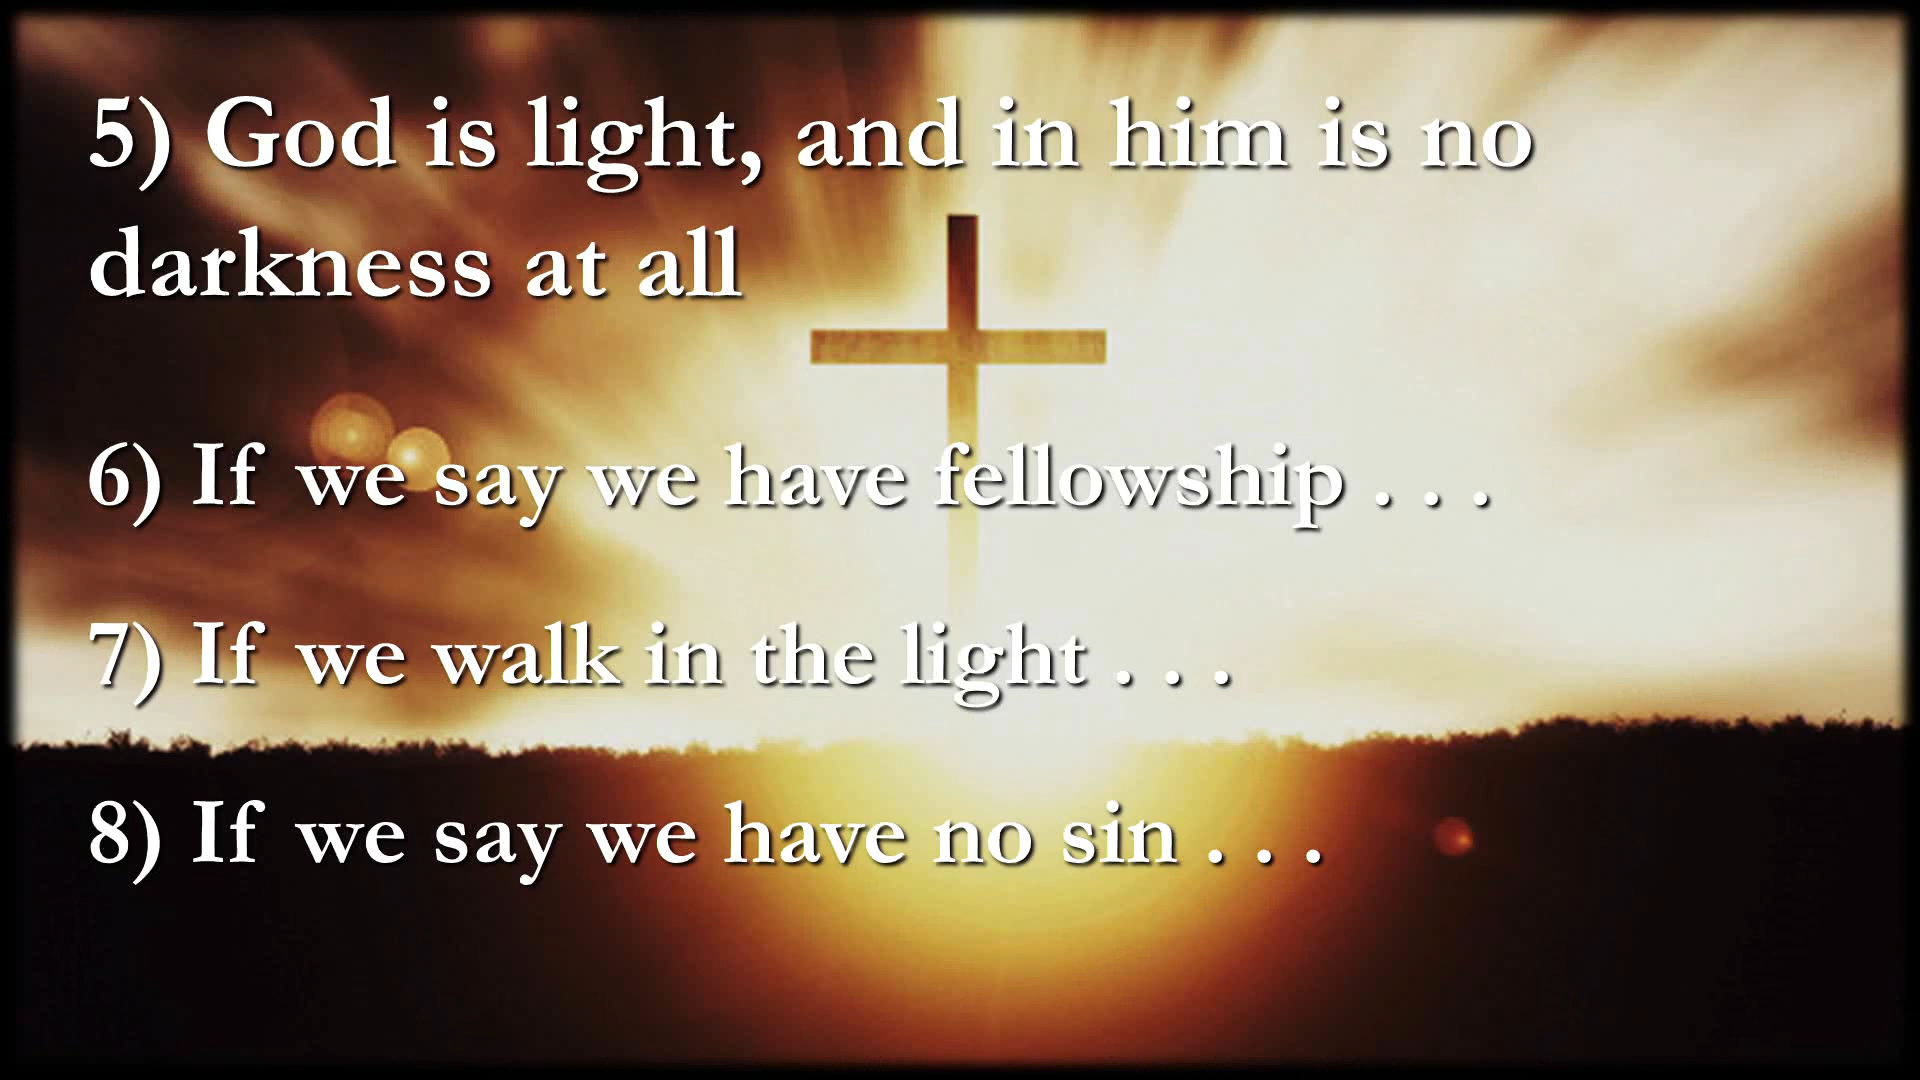 5) God is light, and in him is no
darkness at all
6) If we say we have fellowship . . .
7) If we walk in the light . . .
8) If we say we have no sin . . .